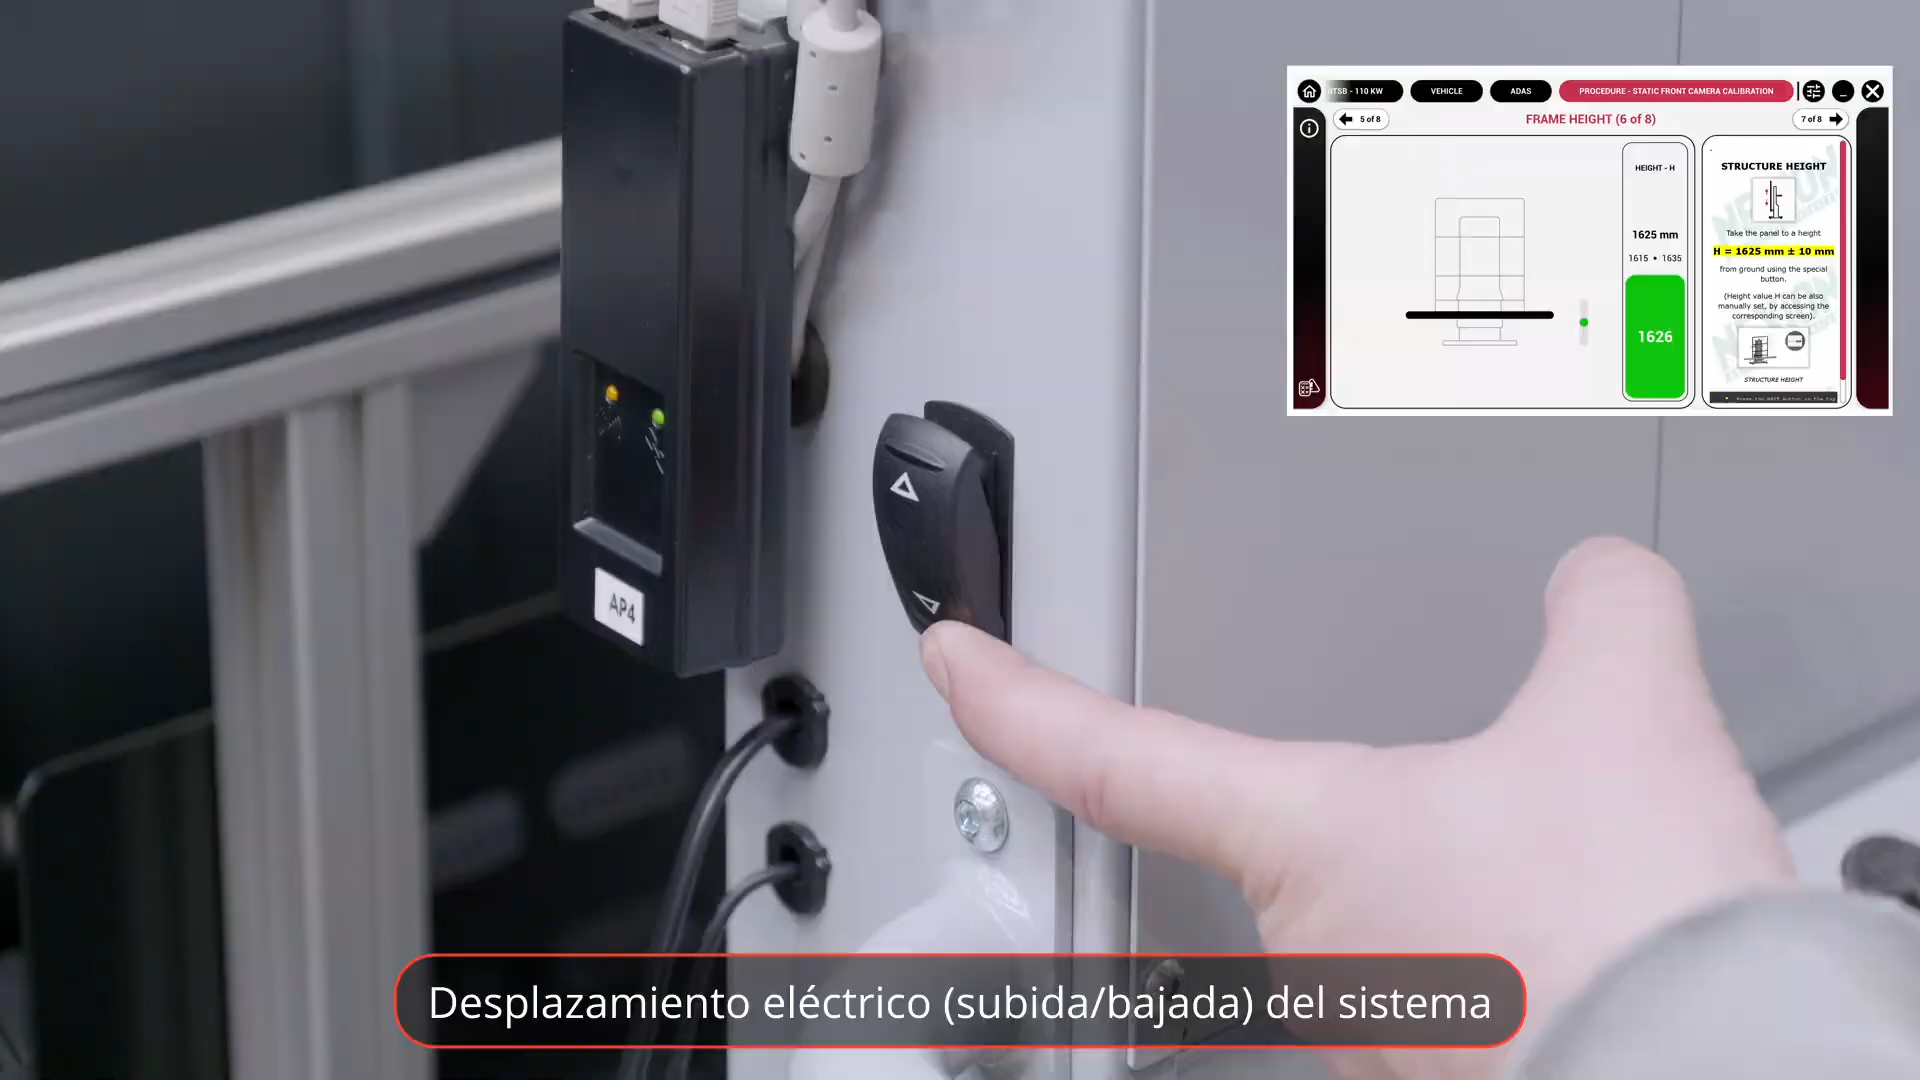 TSB - 110 KW
VEHICLE
ADAS
PROCEDURE - STATIC FRONT CAMERA CALIBRATION
5 of 8
FRAME HEIGHT (6 of 8)
7 of 8
HEIGHT - H
1625 mm
1615 • 1635
1626
STRUCTURE HEIGHT
Take the panel to a height
H = 1625 mm ± 10 mm
from ground using the special
button.
(Height value H can be also
manually set, by accessing the
corresponding screen).
STRUCTURE HEIGHT
AP4
Desplazamiento eléctrico (subida/bajada) del sistema